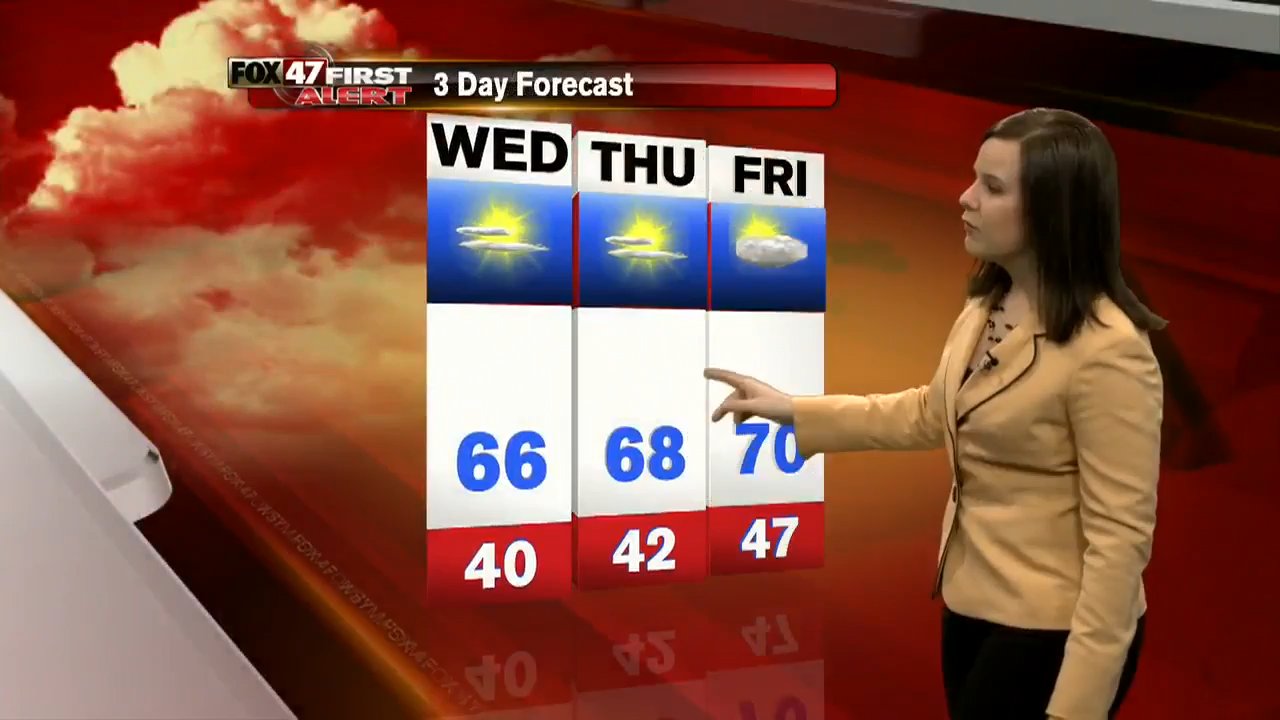 FOX 47 FIRST
ALERT
3 Day Forecast
WED THU FRI
66 68 70
40 42 47